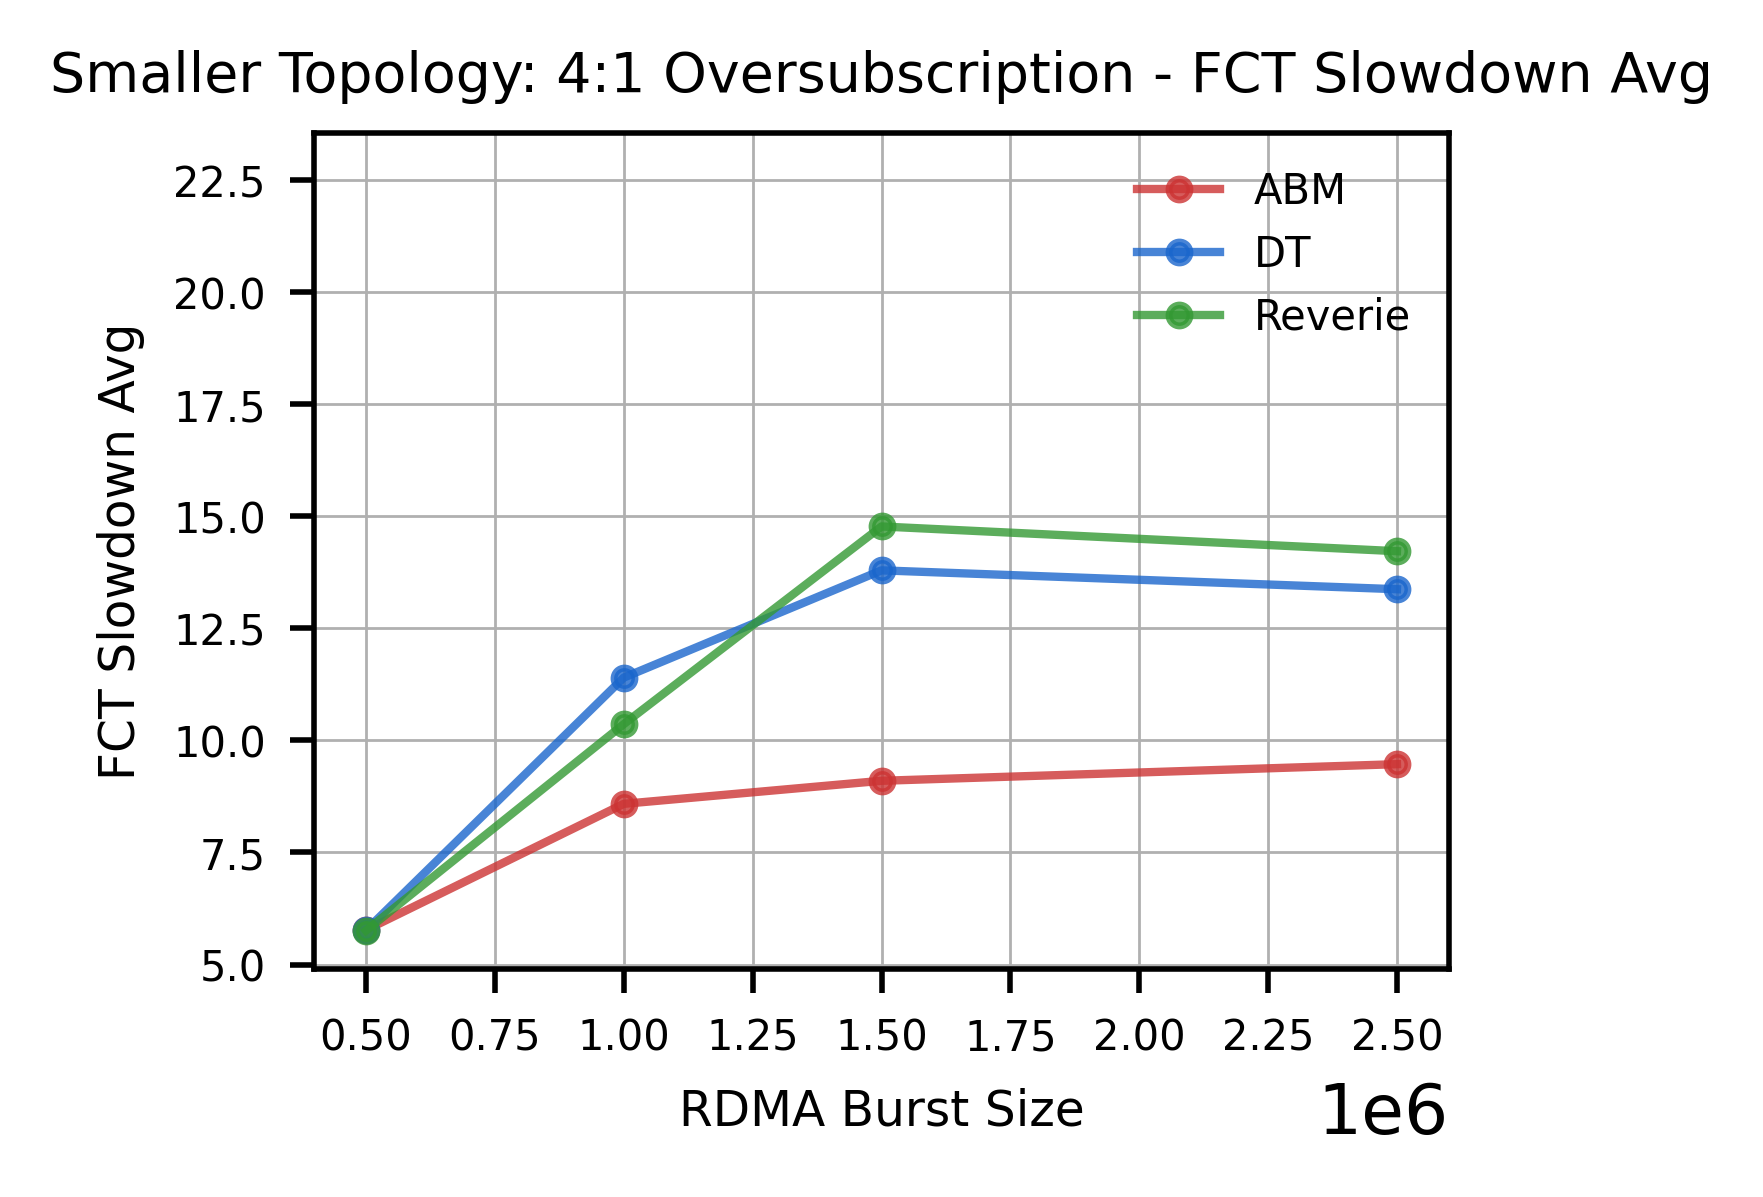 Smaller Topology: 4:1 Oversubscription - FCT Slowdown Avg
FCT Slowdown Avg
22.5
20.0
17.5
15.0
12.5
10.0
7.5
5.0
ABM
DT
Reverie
0.50 0.75 1.00 1.25 1.50 1.75 2.00 2.25 2.50
RDMA Burst Size
1e6